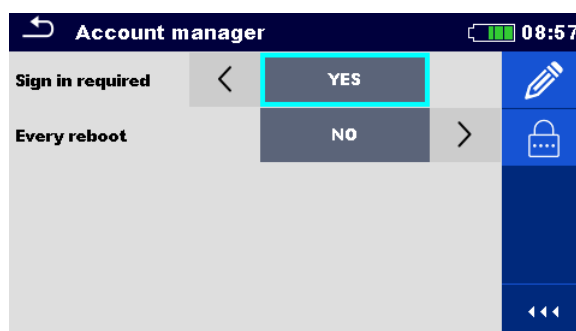 Account manager 08:57
Sign in required YES
Every reboot NO